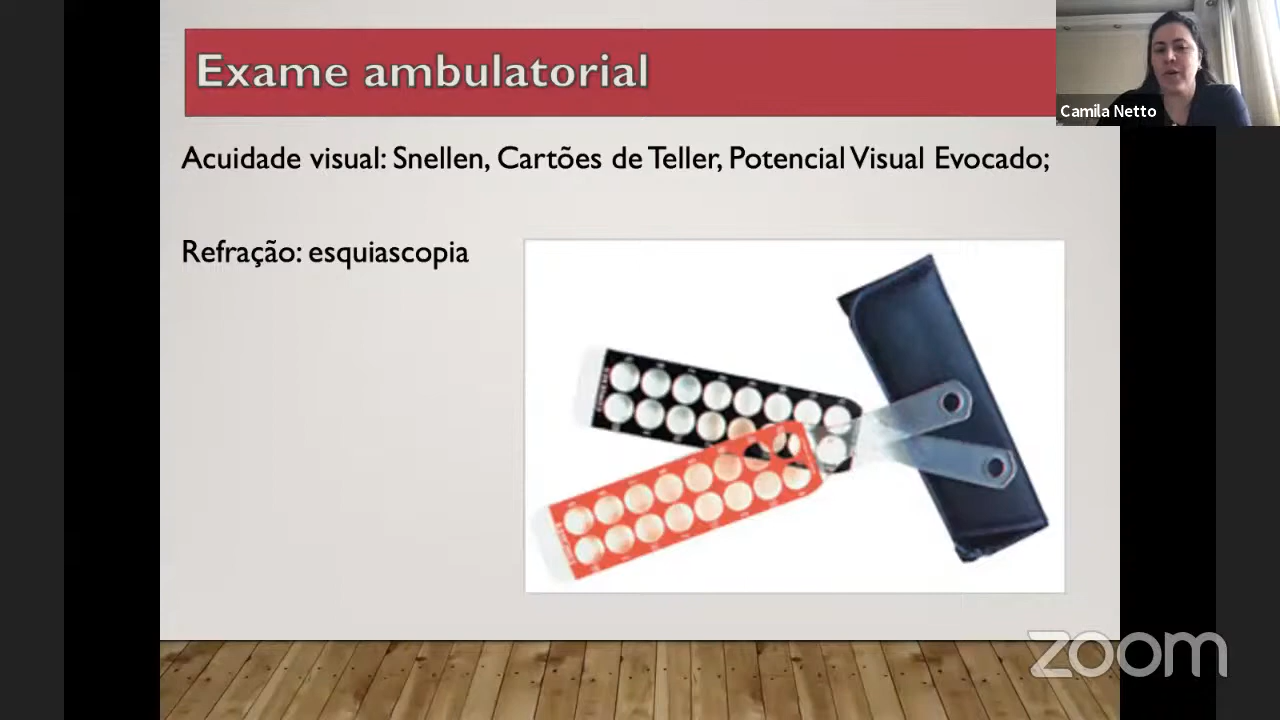 Exame ambulatorial
Camila Netto
Acuidade visual: Snellen, Cartões de Teller, Potencial Visual Evocado;
Refração: esquiascopia
zoom